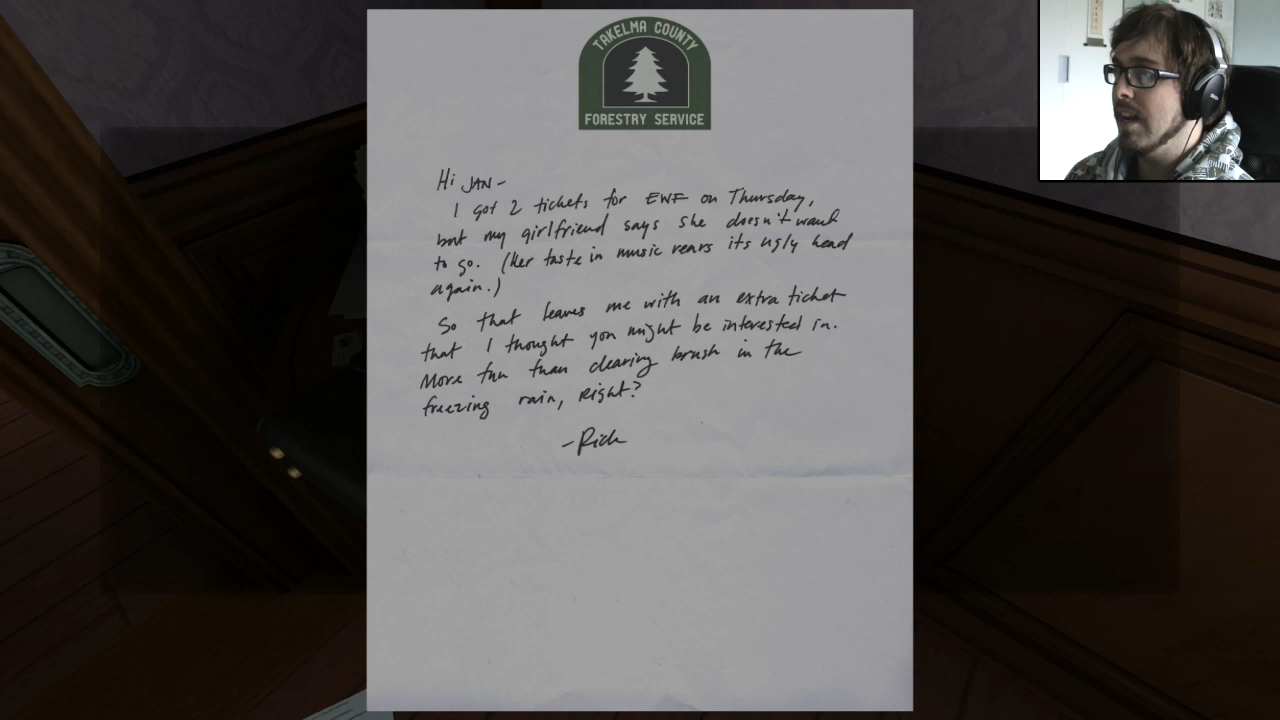 TAKELMA COUNTY
FORESTRY SERVICE
Hi JAN-
I got 2 tickets for EWF on Thursday,
but my girlfriend says she doesn't want
to go. (Her taste in music rears its ugly head
again.)
So that leaves me with an extra ticket
that I thought you might be interested in.
More fun than clearing brush in the
freezing rain, right?
-Rich